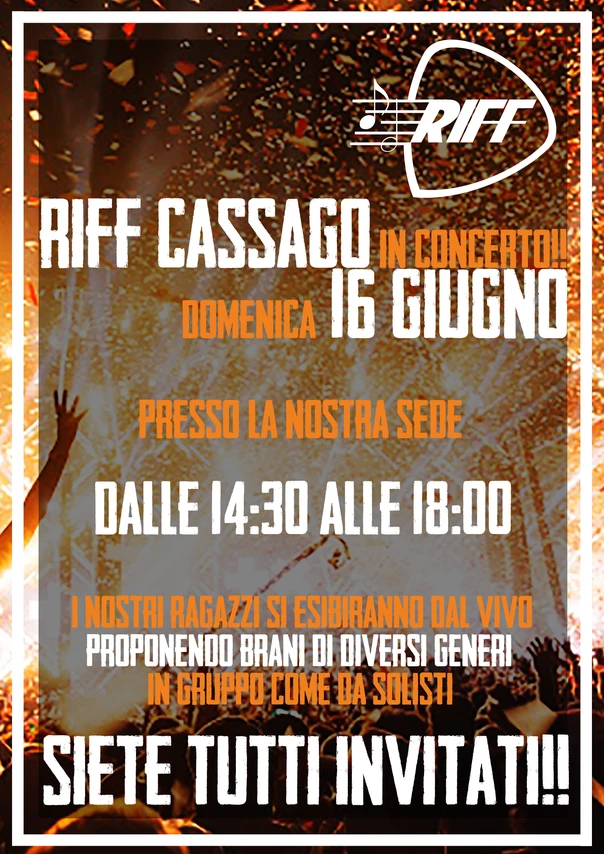 RIFF
RIFF CASSAGO IN CONCERTO!!
DOMENICA 16 GIUGNO
PRESSO LA NOSTRA SEDE
DALLE 14:30 ALLE 18:00
I NOSTRI RAGAZZI SI ESIBIRANNO DAL VIVO
PROPONENDO BRANI DI DIVERSI GENERI
IN GRUPPO COME DA SOLISTI
SIETE TUTTI INVITATI!!